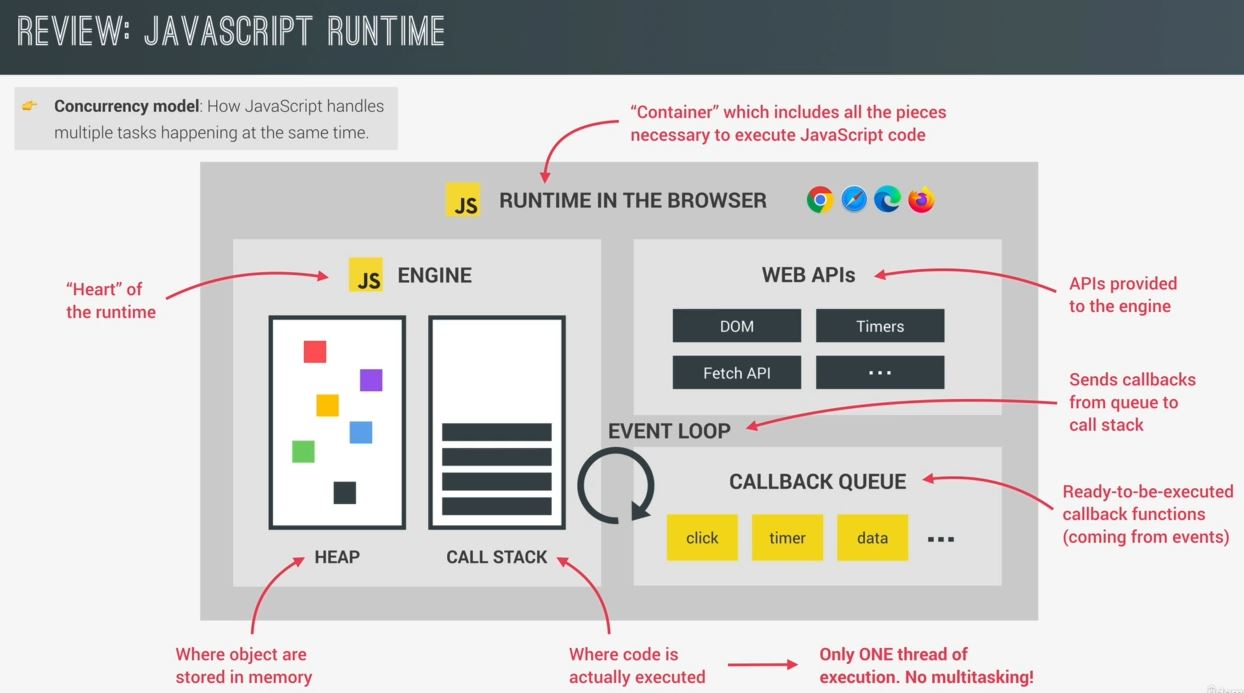 REVIEW: JAVASCRIPT RUNTIME
Concurrency model: How JavaScript handles
multiple tasks happening at the same time.
“Container” which includes all the pieces
necessary to execute JavaScript code
JS RUNTIME IN THE BROWSER
“Heart” of
the runtime
JS ENGINE
WEB APIs
APIs provided
to the engine
DOM
Timers
Fetch API
...
Sends callbacks
from queue to
call stack
EVENT LOOP
CALLBACK QUEUE
Ready-to-be-executed
callback functions
(coming from events)
click
timer
data
...
HEAP
CALL STACK
Where object are
stored in memory
Where code is
actually executed
Only ONE thread of
execution. No multitasking!